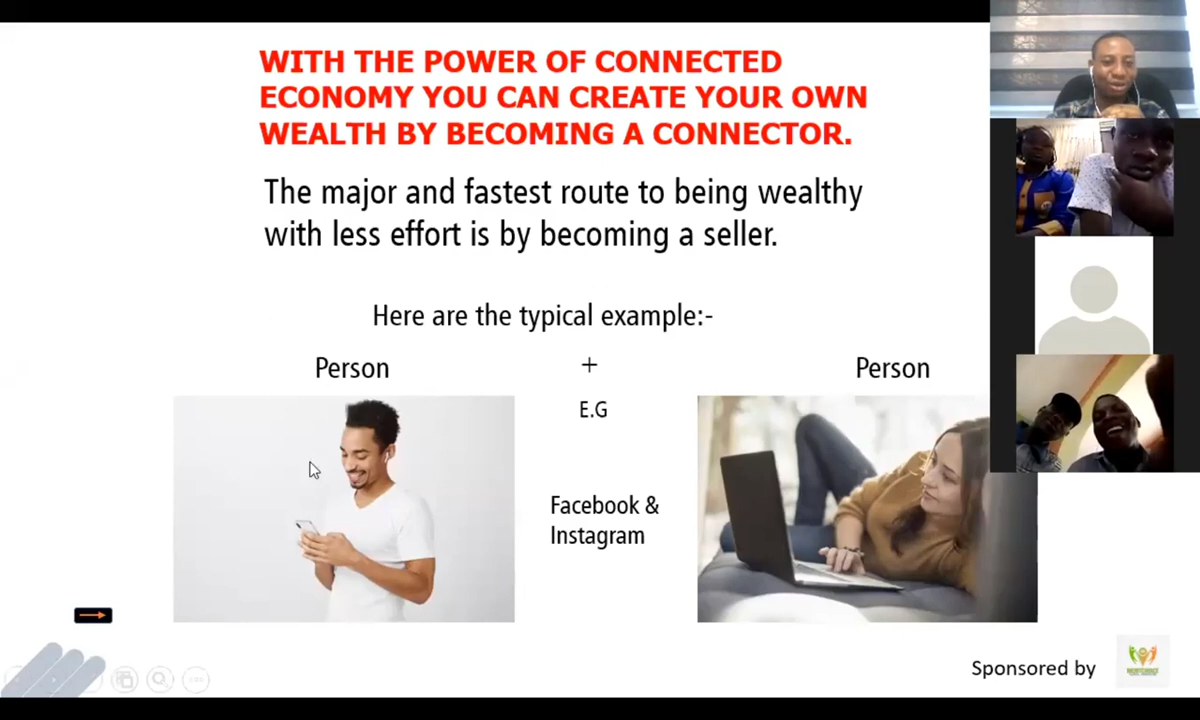 WITH THE POWER OF CONNECTED
ECONOMY YOU CAN CREATE YOUR OWN
WEALTH BY BECOMING A CONNECTOR.
The major and fastest route to being wealthy
with less effort is by becoming a seller.
Here are the typical example:-
Person
+
Person
E.G
Facebook &
Instagram
Sponsored by